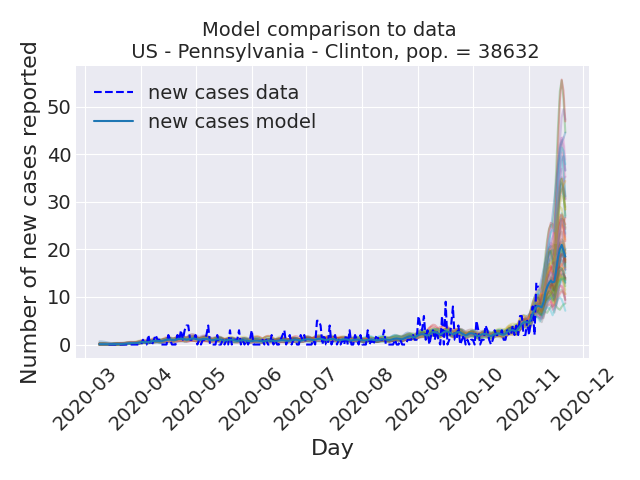 Model comparison to data
US - Pennsylvania - Clinton, pop. = 38632
Number of new cases reported
50
40
30
20
10
0
new cases data
new cases model
2020-03
2020-04
2020-05
2020-06
2020-07
2020-08
2020-09
2020-10
2020-11
2020-12
Day